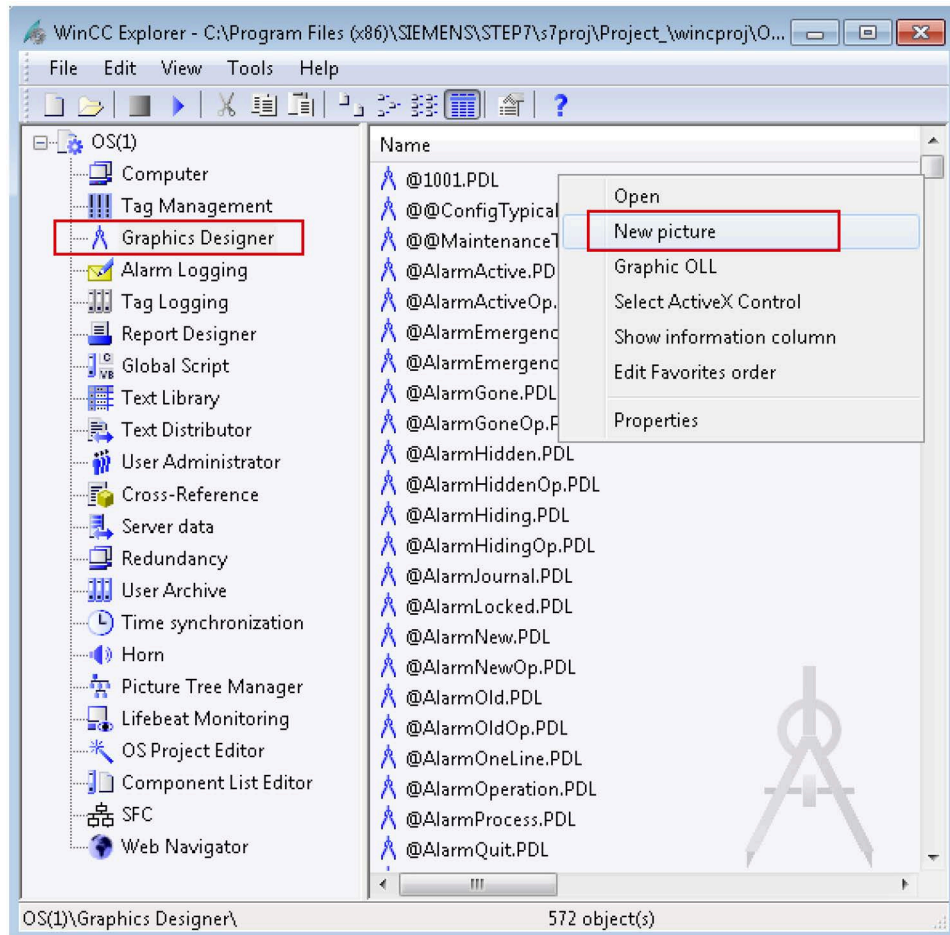 WinCC Explorer - C:\Program Files (x86)\SIEMENS\STEP7\s7proj\Project_\wincproj\O...
File Edit View Tools Help
OS(1)
Computer
Tag Management
Graphics Designer
Alarm Logging
Tag Logging
Report Designer
Global Script
Text Library
Text Distributor
User Administrator
Cross-Reference
Server data
Redundancy
User Archive
Time synchronization
Horn
Picture Tree Manager
Lifebeat Monitoring
OS Project Editor
Component List Editor
SFC
Web Navigator
Name
@1001.PDL
@@ConfigTypical
@@MaintenanceT
@AlarmActive.PD
@AlarmActiveOp.
@AlarmEmergenc
@AlarmEmergenc
@AlarmGone.PDL
@AlarmGoneOp.P
@AlarmHidden.PDL
@AlarmHiddenOp.PDL
@AlarmHiding.PDL
@AlarmHidingOp.PDL
@AlarmJournal.PDL
@AlarmLocked.PDL
@AlarmNew.PDL
@AlarmNewOp.PDL
@AlarmOld.PDL
@AlarmOldOp.PDL
@AlarmOneLine.PDL
@AlarmOperation.PDL
@AlarmProcess.PDL
@AlarmQuit.PDL
Open
New picture
Graphic OLL
Select ActiveX Control
Show information column
Edit Favorites order
Properties
OS(1)\Graphics Designer\
572 object(s)